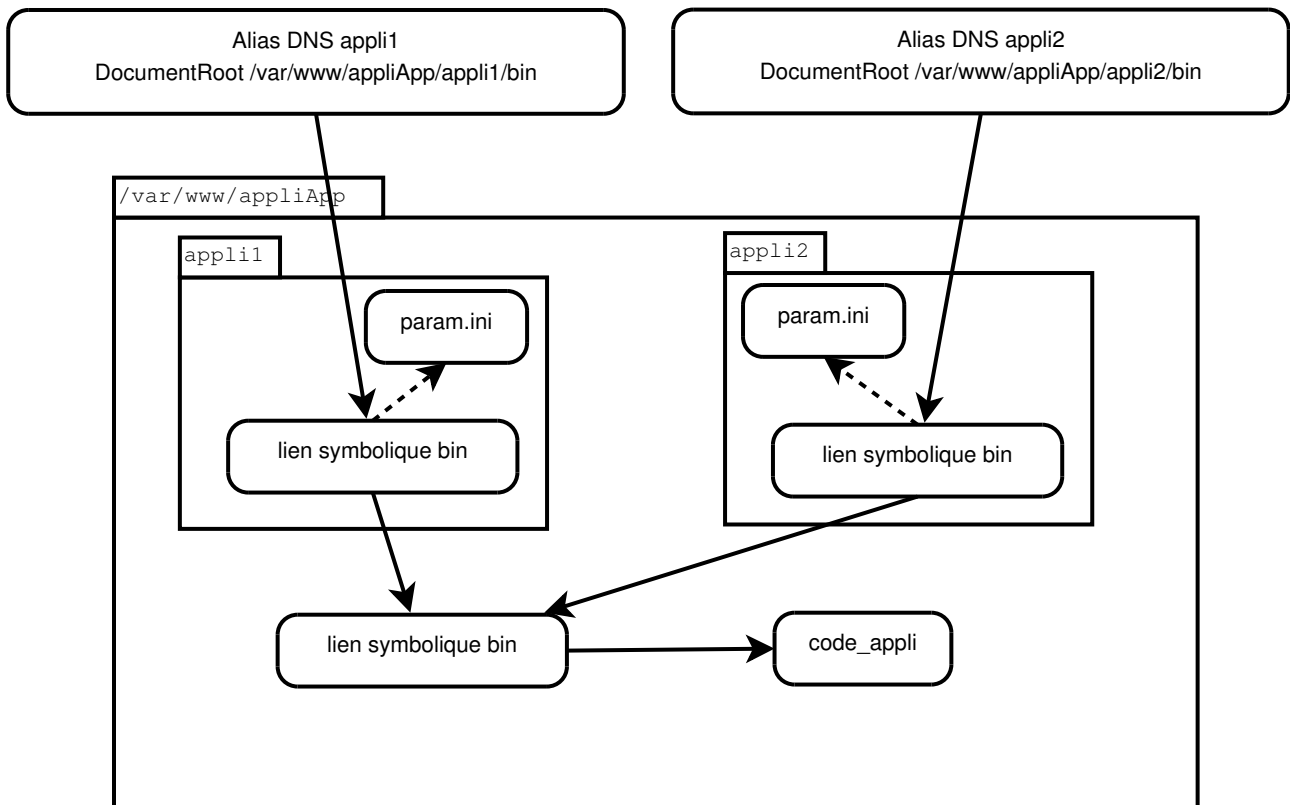 Alias DNS appli1
DocumentRoot /var/www/appliApp/appli1/bin
Alias DNS appli2
DocumentRoot /var/www/appliApp/appli2/bin
/var/www/appliApp
appli1
appli2
param.ini
param.ini
lien symbolique bin
lien symbolique bin
lien symbolique bin
code_appli